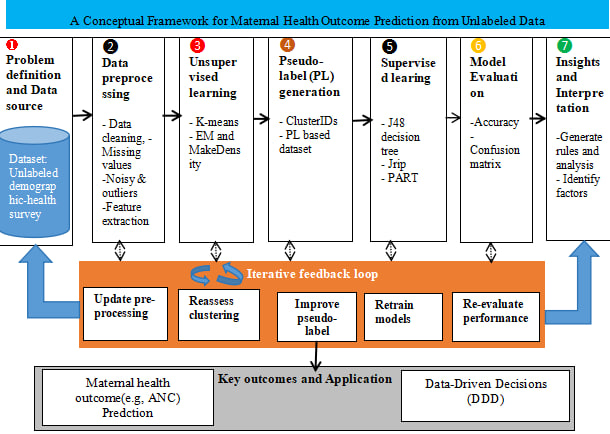 A Conceptual Framework for Maternal Health Outcome Prediction from Unlabeled Data
1
Problem
definition
and Data
source
Dataset:
Unlabeled
demograp
hic-health
survey
2
Data
preproce
ssing
- Data
cleaning, -
Missing
values
-Noisy &
outliers
-Feature
extraction
3
Unsuper
vised
learning
- K-means
- EM and
MakeDens
ity
4
Pseudo-
label (PL)
generation
- ClusterIDs
- PL based
dataset
5
Supervise
d learing
- J48
decision
tree
- Jrip
- PART
6
Model
Evaluati
on
-Accuracy
-
Confusion
matrix
7
Insights
and
Interpre
tation
-Generate
rules and
analysis
- Identify
factors
Iterative feedback loop
Update pre-
processing
Reassess
clustering
Improve
pseudo-
label
Retrain
models
Re-evaluate
performance
Key outcomes and Application
Maternal health
outcome(e.g, ANC)
Predction
Data-Driven Decisions
(DDD)